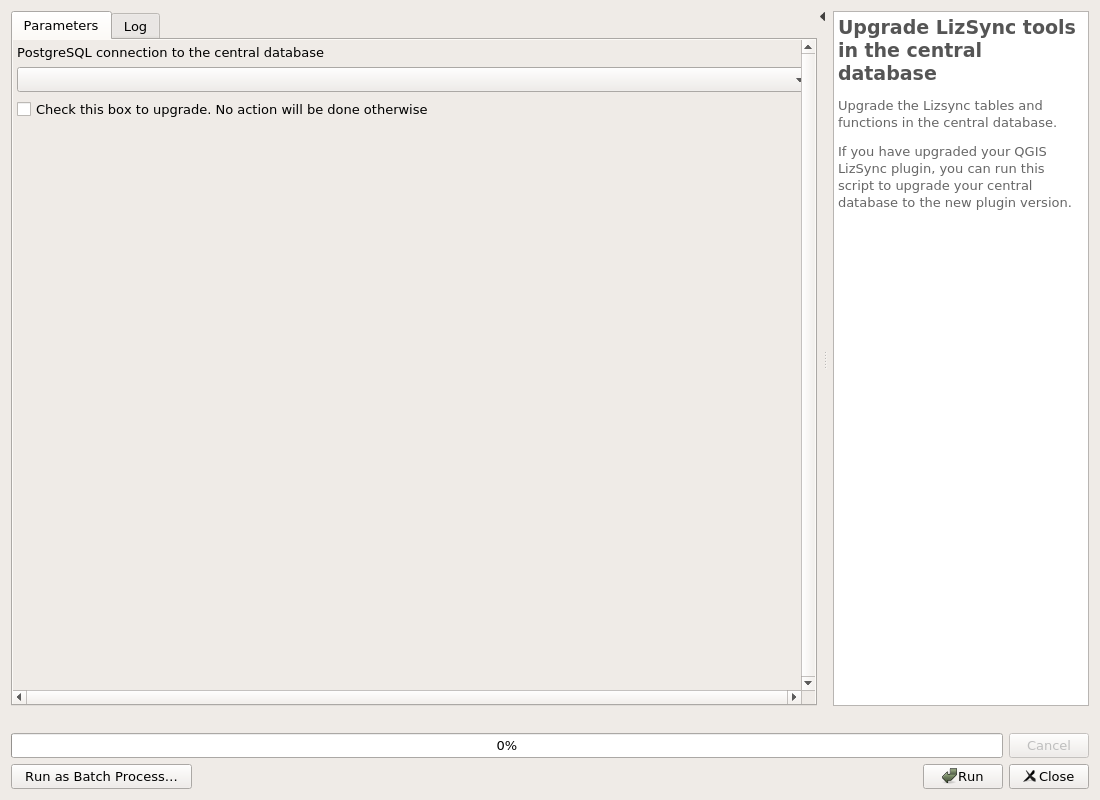 Parameters
Log
PostgreSQL connection to the central database
Check this box to upgrade. No action will be done otherwise
Upgrade LizSync tools
in the central
database
Upgrade the Lizsync tables and
functions in the central database.
If you have upgraded your QGIS
LizSync plugin, you can run this
script to upgrade your central
database to the new plugin version.
0%
Cancel
Run as Batch Process…
Run
Close